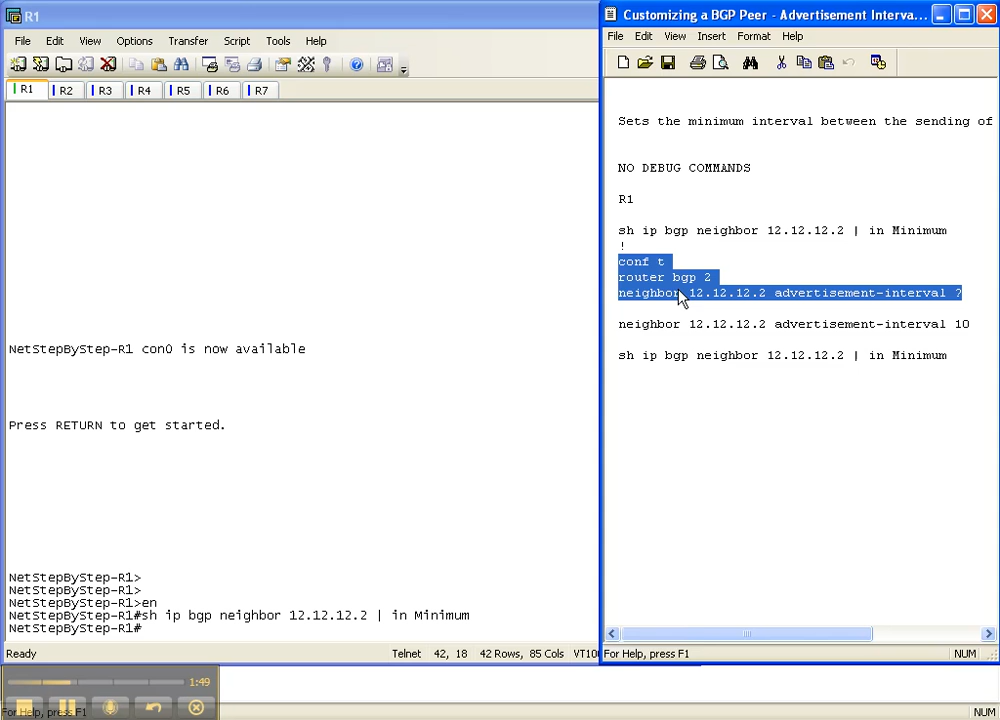 R1
File Edit View Options Transfer Script Tools Help
R1 R2 R3 R4 R5 R6 R7
NetStepByStep-R1 con0 is now available
Press RETURN to get started.
NetStepByStep-R1>
NetStepByStep-R1>
NetStepByStep-R1>en
NetStepByStep-R1#sh ip bgp neighbor 12.12.12.2 | in Minimum
NetStepByStep-R1#
Ready Telnet 42, 18 42 Rows, 85 Cols VT100
Customizing a BGP Peer - Advertisement Interva...
File Edit View Insert Format Help
Sets the minimum interval between the sending of
NO DEBUG COMMANDS
R1
sh ip bgp neighbor 12.12.12.2 | in Minimum
!
conf t
router bgp 2
neighbor 12.12.12.2 advertisement-interval ?
neighbor 12.12.12.2 advertisement-interval 10
sh ip bgp neighbor 12.12.12.2 | in Minimum
For Help, press F1 NUM
1:49
For Help, press F1 NUM